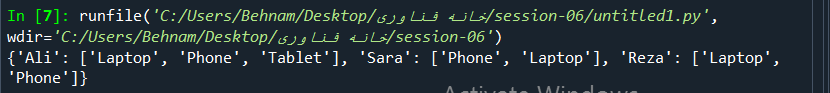 In [7]: runfile('C:/Users/Behnam/Desktop/خانه فناوری/session-06/untitled1.py',
wdir='C:/Users/Behnam/Desktop/خانه فناوری/session-06')
{'Ali': ['Laptop', 'Phone', 'Tablet'], 'Sara': ['Phone', 'Laptop'], 'Reza': ['Laptop',
'Phone']}
Activate Windows